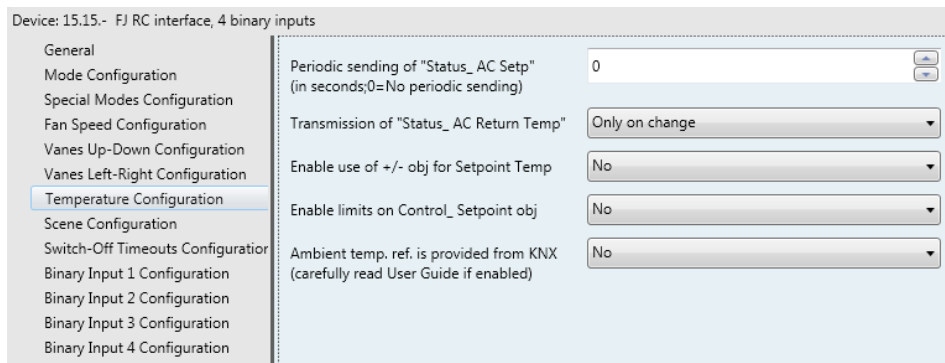 Device: 15.15.- FJ RC interface, 4 binary inputs
General
Mode Configuration
Special Modes Configuration
Fan Speed Configuration
Vanes Up-Down Configuration
Vanes Left-Right Configuration
Temperature Configuration
Scene Configuration
Switch-Off Timeouts Configuration
Binary Input 1 Configuration
Binary Input 2 Configuration
Binary Input 3 Configuration
Binary Input 4 Configuration
Periodic sending of "Status_ AC Setp"
(in seconds;0=No periodic sending)
0
Transmission of "Status_ AC Return Temp"
Only on change
Enable use of +/- obj for Setpoint Temp
No
Enable limits on Control_ Setpoint obj
No
Ambient temp. ref. is provided from KNX
(carefully read User Guide if enabled)
No